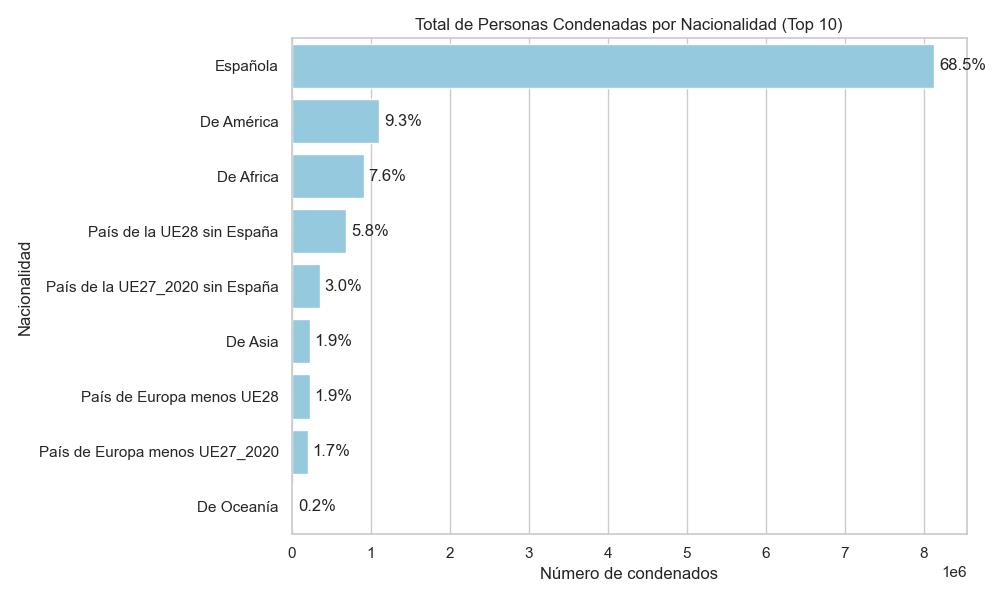 Total de Personas Condenadas por Nacionalidad (Top 10)
Española
68.5%
De América
9.3%
De Africa
7.6%
País de la UE28 sin España
5.8%
País de la UE27_2020 sin España
3.0%
De Asia
1.9%
País de Europa menos UE28
1.9%
País de Europa menos UE27_2020
1.7%
De Oceanía
0.2%
Nacionalidad
0 1 2 3 4 5 6 7 8
1e6
Número de condenados